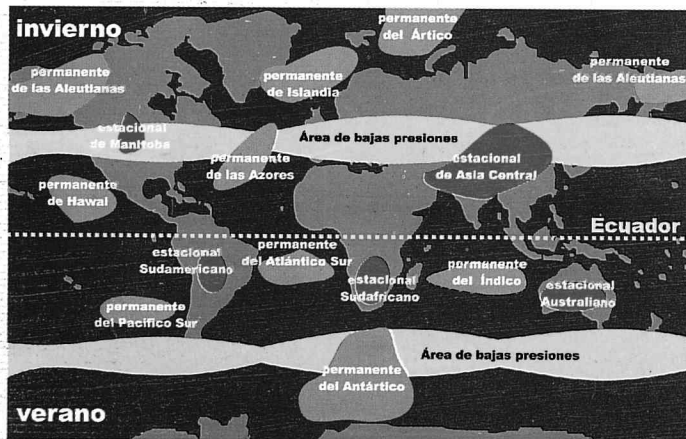 invierno
permanente
del Ártico
permanente
de las Aleutianas
permanente
de Islandia
permanente
de las Aleutianas
estacional
de Manitoba
Área de bajas presiones
permanente
de las Azores
estacional
de Asia Central
permanente
de Hawai
Ecuador
estacional
Sudamericano
permanente
del Atlántico Sur
estacional
Sudafricano
permanente
del Índico
estacional
Australiano
permanente
del Pacífico Sur
Área de bajas presiones
permanente
del Antártico
verano